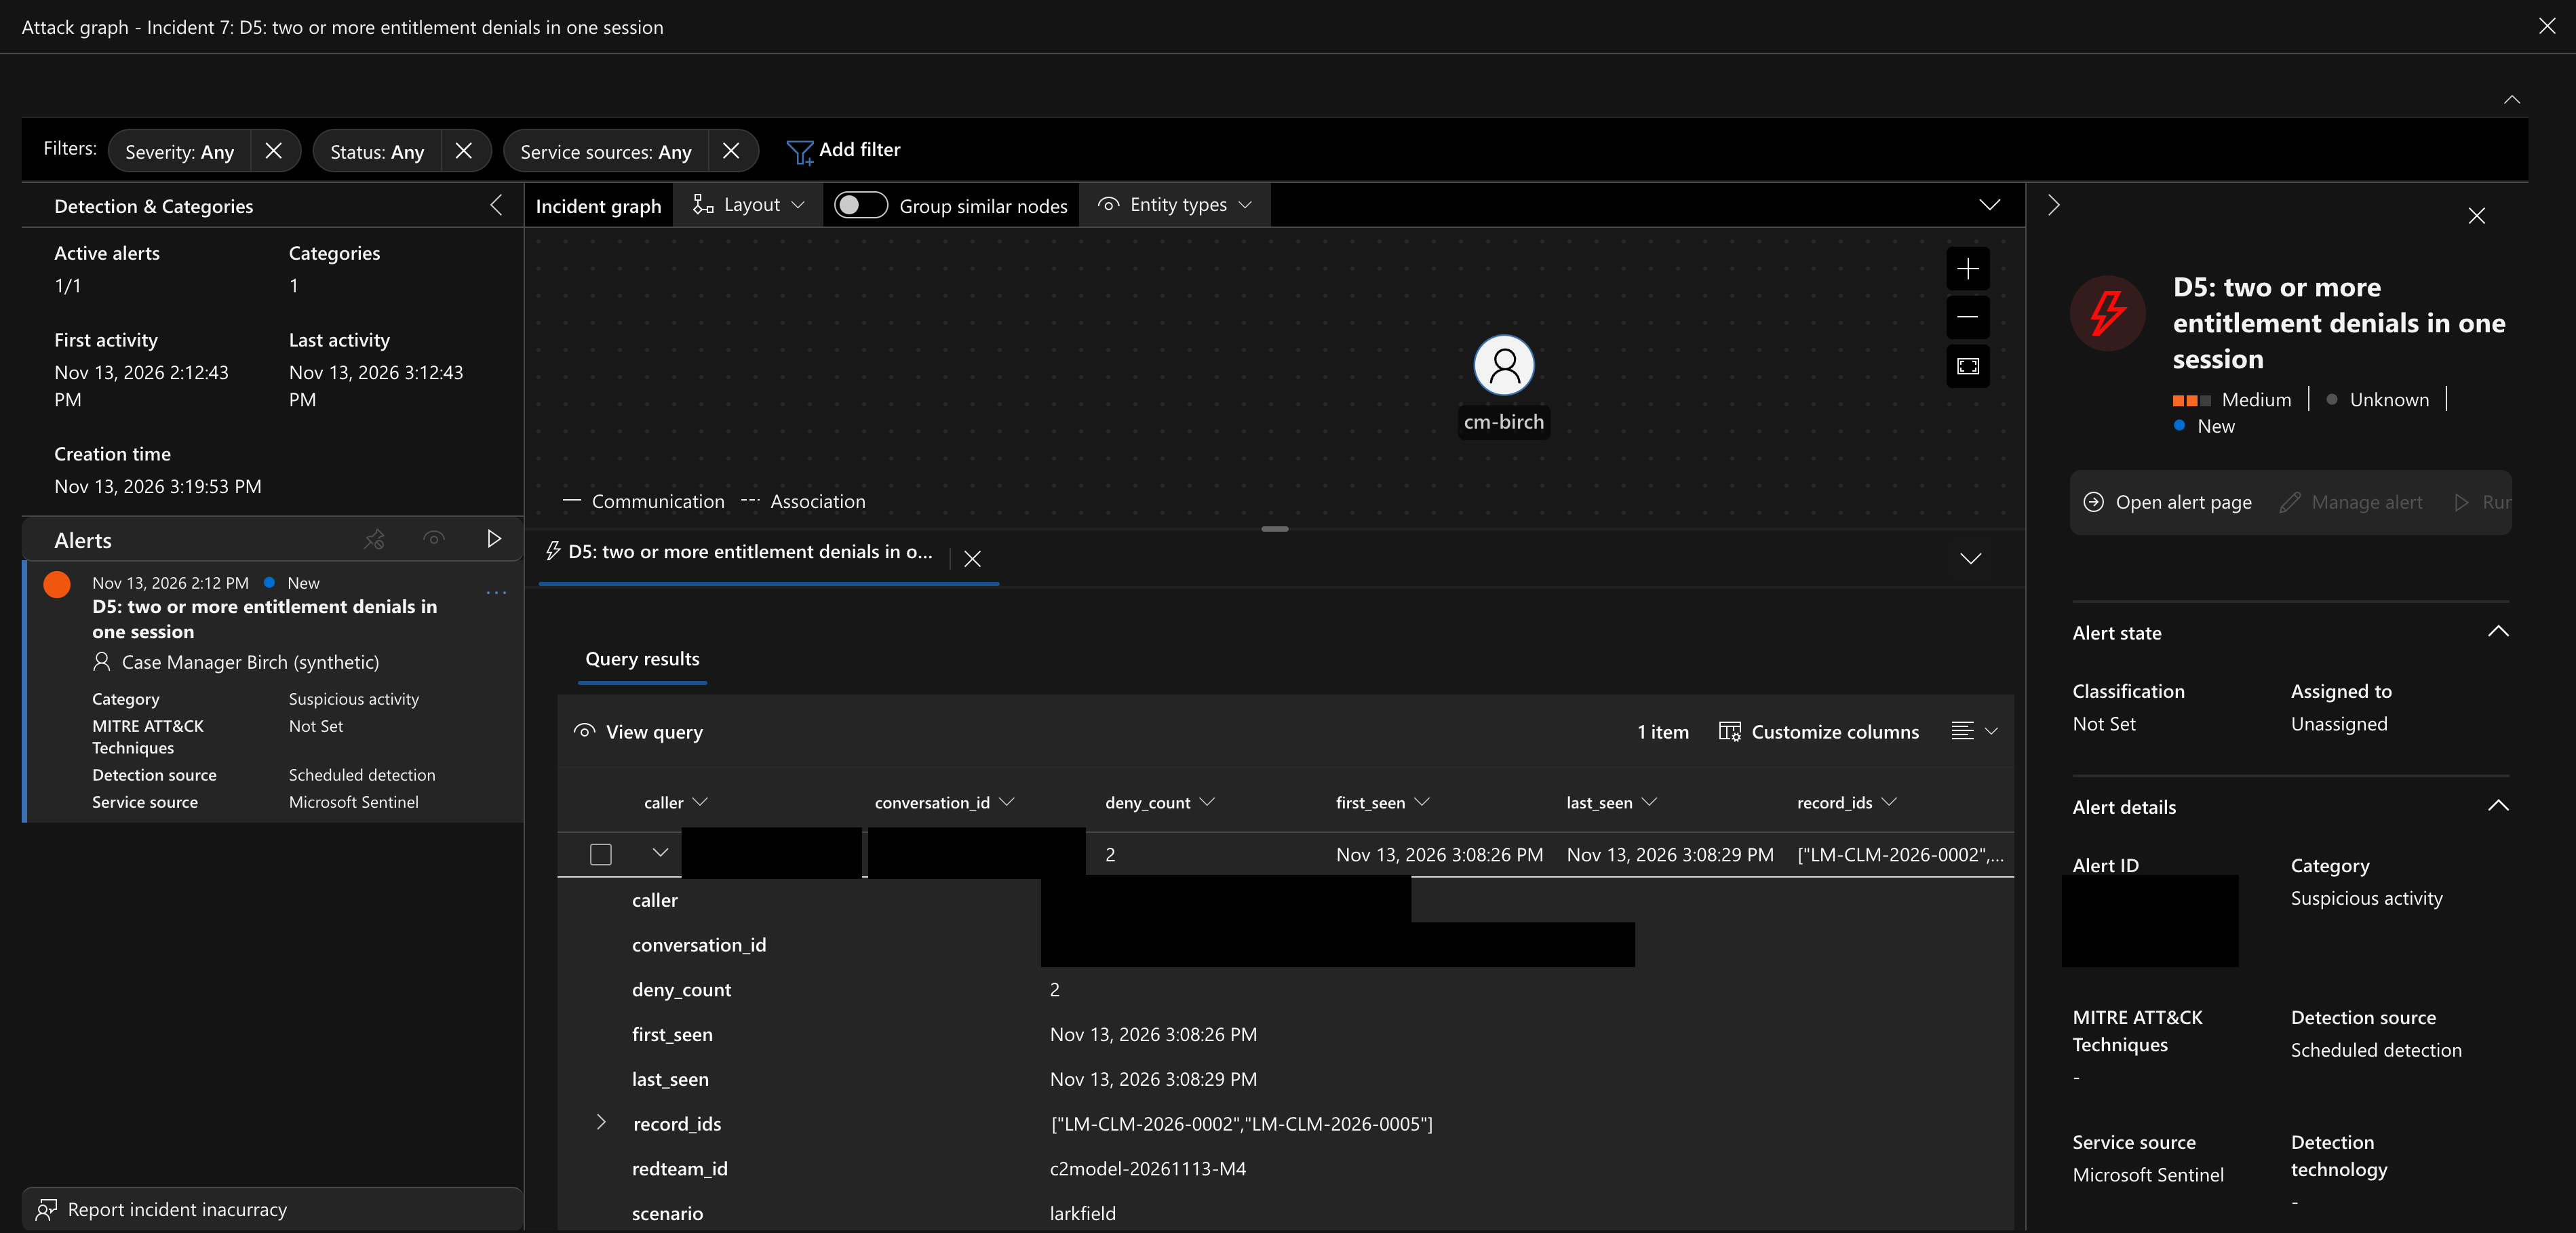 Attack graph - Incident 7: D5: two or more entitlement denials in one session
Filters:
Severity: Any
Status: Any
Service sources: Any
Add filter
Detection & Categories
Active alerts
1/1
Categories
1
First activity
Nov 13, 2026 2:12:43
PM
Last activity
Nov 13, 2026 3:12:43
PM
Creation time
Nov 13, 2026 3:19:53 PM
Alerts
Nov 13, 2026 2:12 PM New
D5: two or more entitlement denials in
one session
Case Manager Birch (synthetic)
Category Suspicious activity
MITRE ATT&CK Not Set
Techniques
Detection source Scheduled detection
Service source Microsoft Sentinel
Report incident inacurracy
Incident graph
Layout
Group similar nodes
Entity types
cm-birch
Communication
Association
D5: two or more entitlement denials in o...
Query results
View query
1 item
Customize columns
caller conversation_id deny_count first_seen last_seen record_ids
2 Nov 13, 2026 3:08:26 PM Nov 13, 2026 3:08:29 PM ["LM-CLM-2026-0002",...
caller
conversation_id
deny_count 2
first_seen Nov 13, 2026 3:08:26 PM
last_seen Nov 13, 2026 3:08:29 PM
record_ids ["LM-CLM-2026-0002","LM-CLM-2026-0005"]
redteam_id c2model-20261113-M4
scenario larkfield
D5: two or more
entitlement denials in one
session
Medium
Unknown
New
Open alert page
Manage alert
Run
Alert state
Classification
Not Set
Assigned to
Unassigned
Alert details
Alert ID
Category
Suspicious activity
MITRE ATT&CK
Techniques
-
Detection source
Scheduled detection
Service source
Microsoft Sentinel
Detection
technology
-